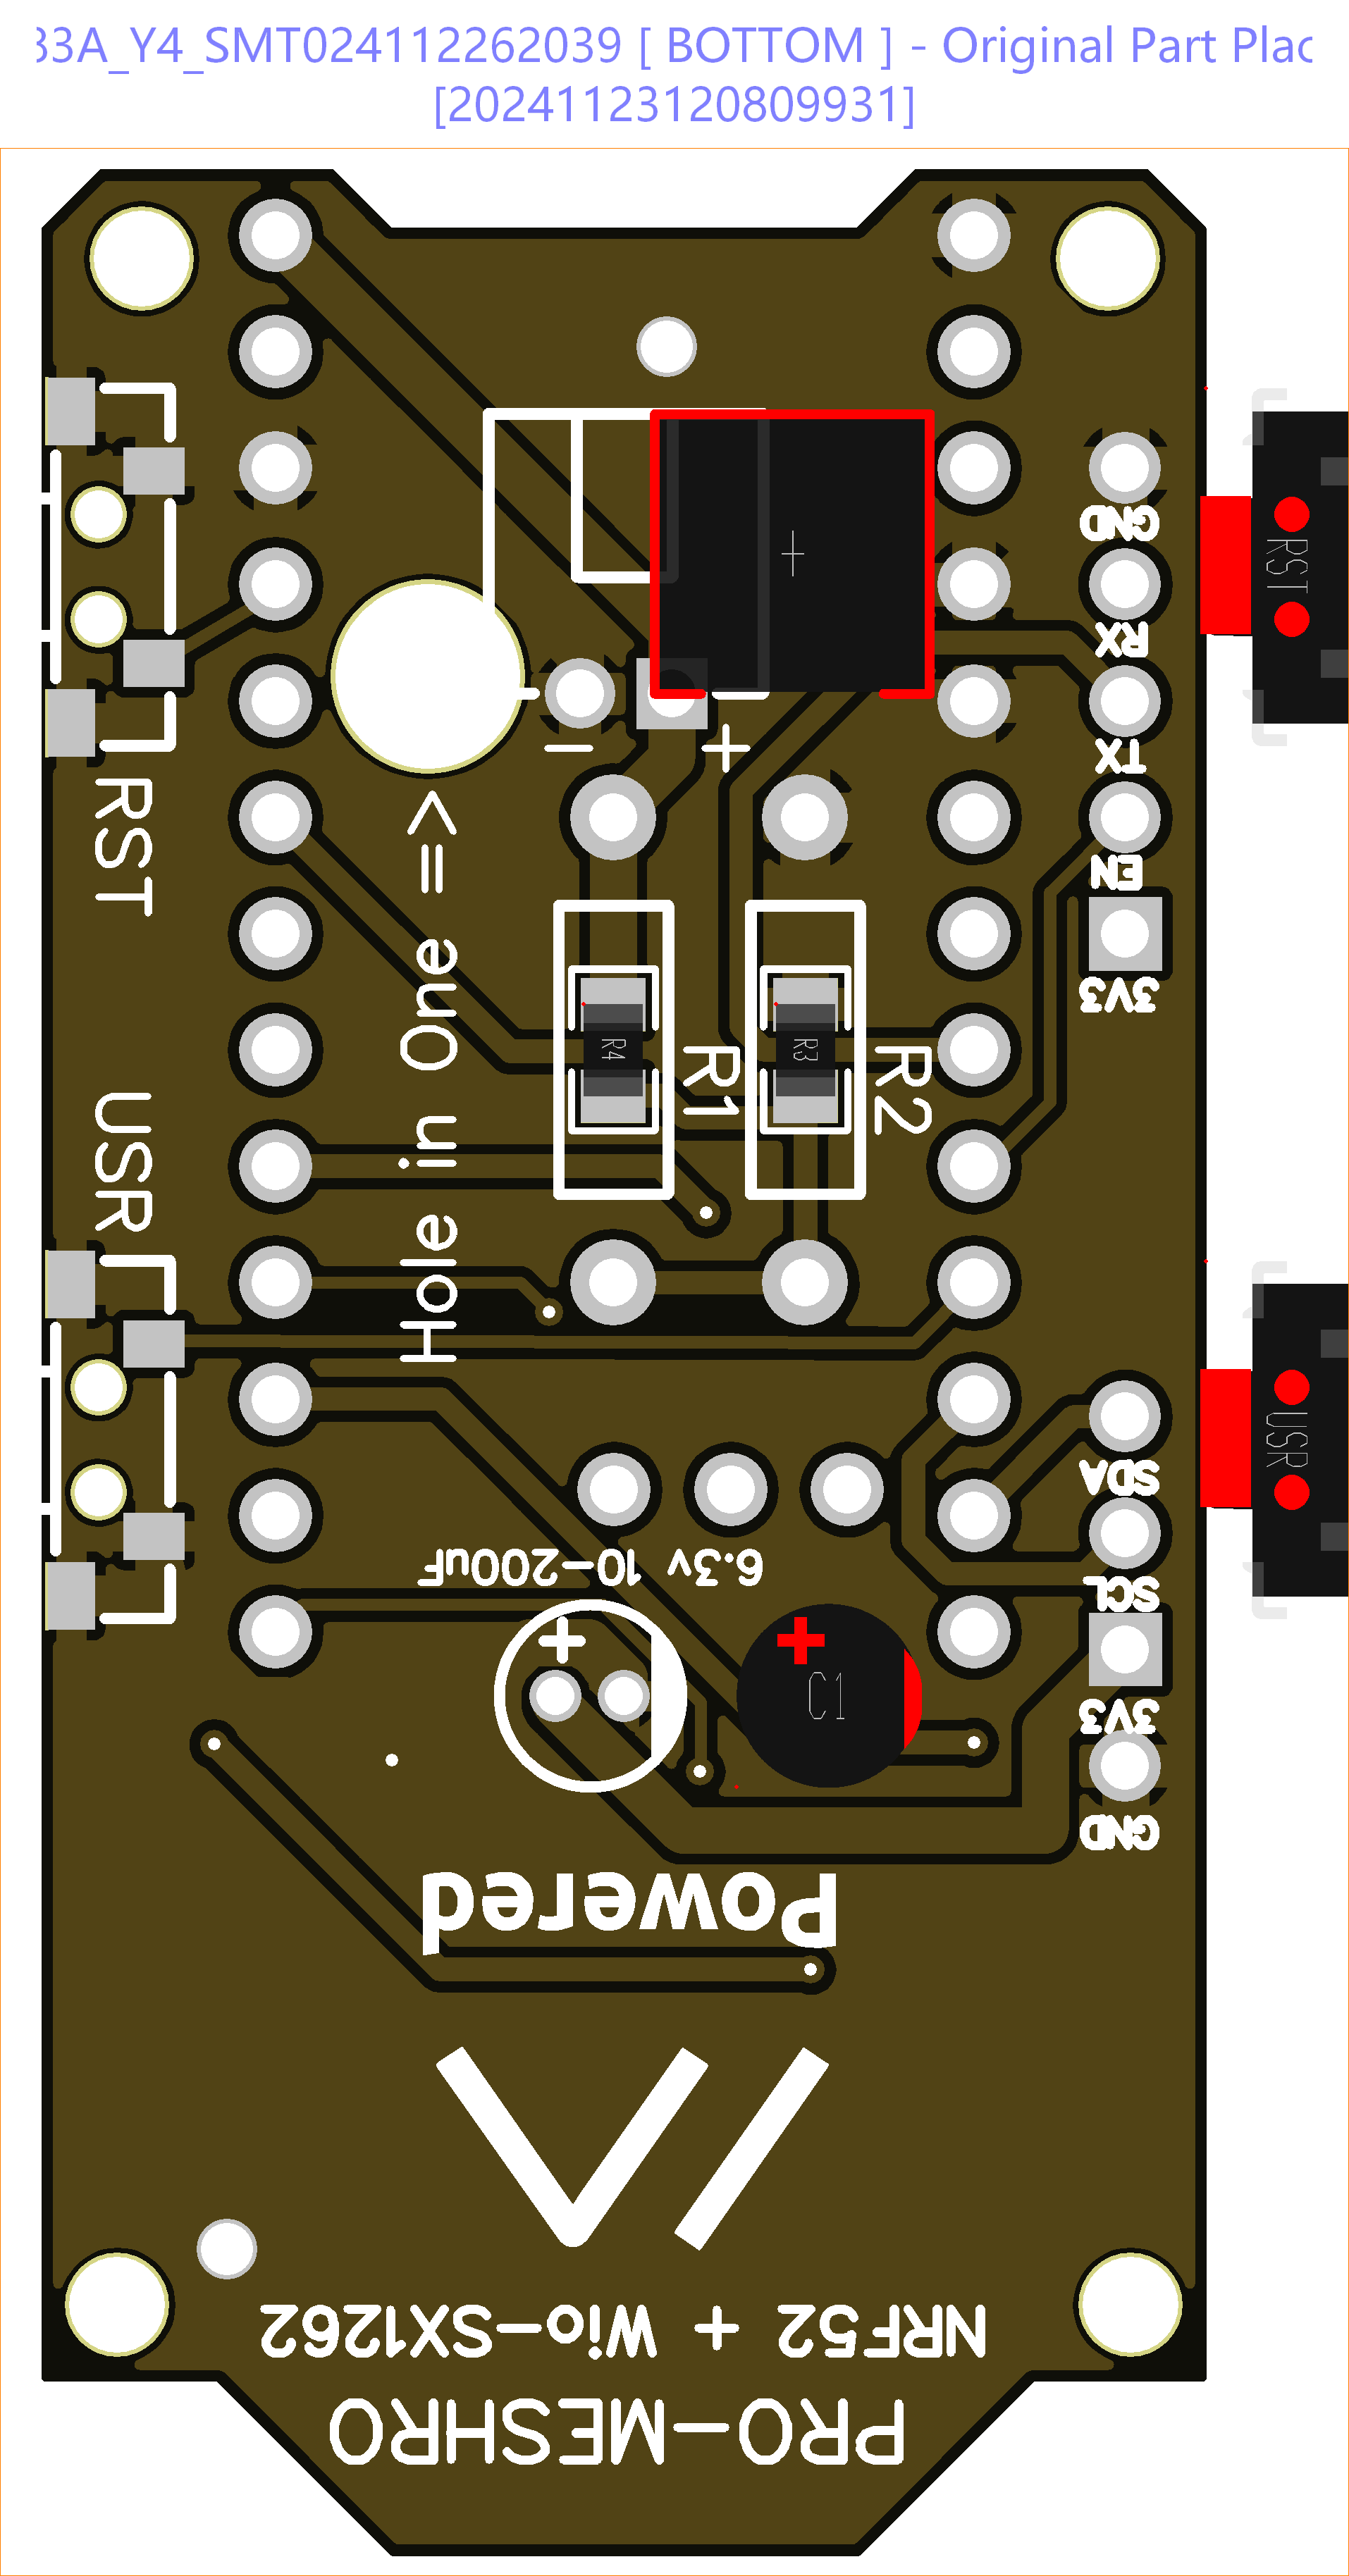 33A_Y4_SMT024112262039 [ BOTTOM ] - Original Part Plac
[20241123120809931]
GND
RST
RX
TX
RST
EN
3V3
Hole in One =>
R4
R1
R3
R2
USR
SDA
USR
SCL
6.3v 10-200uF
C1
3V3
GND
Powered
NRF52 + Wio-SX1262
PRO-MESHRO